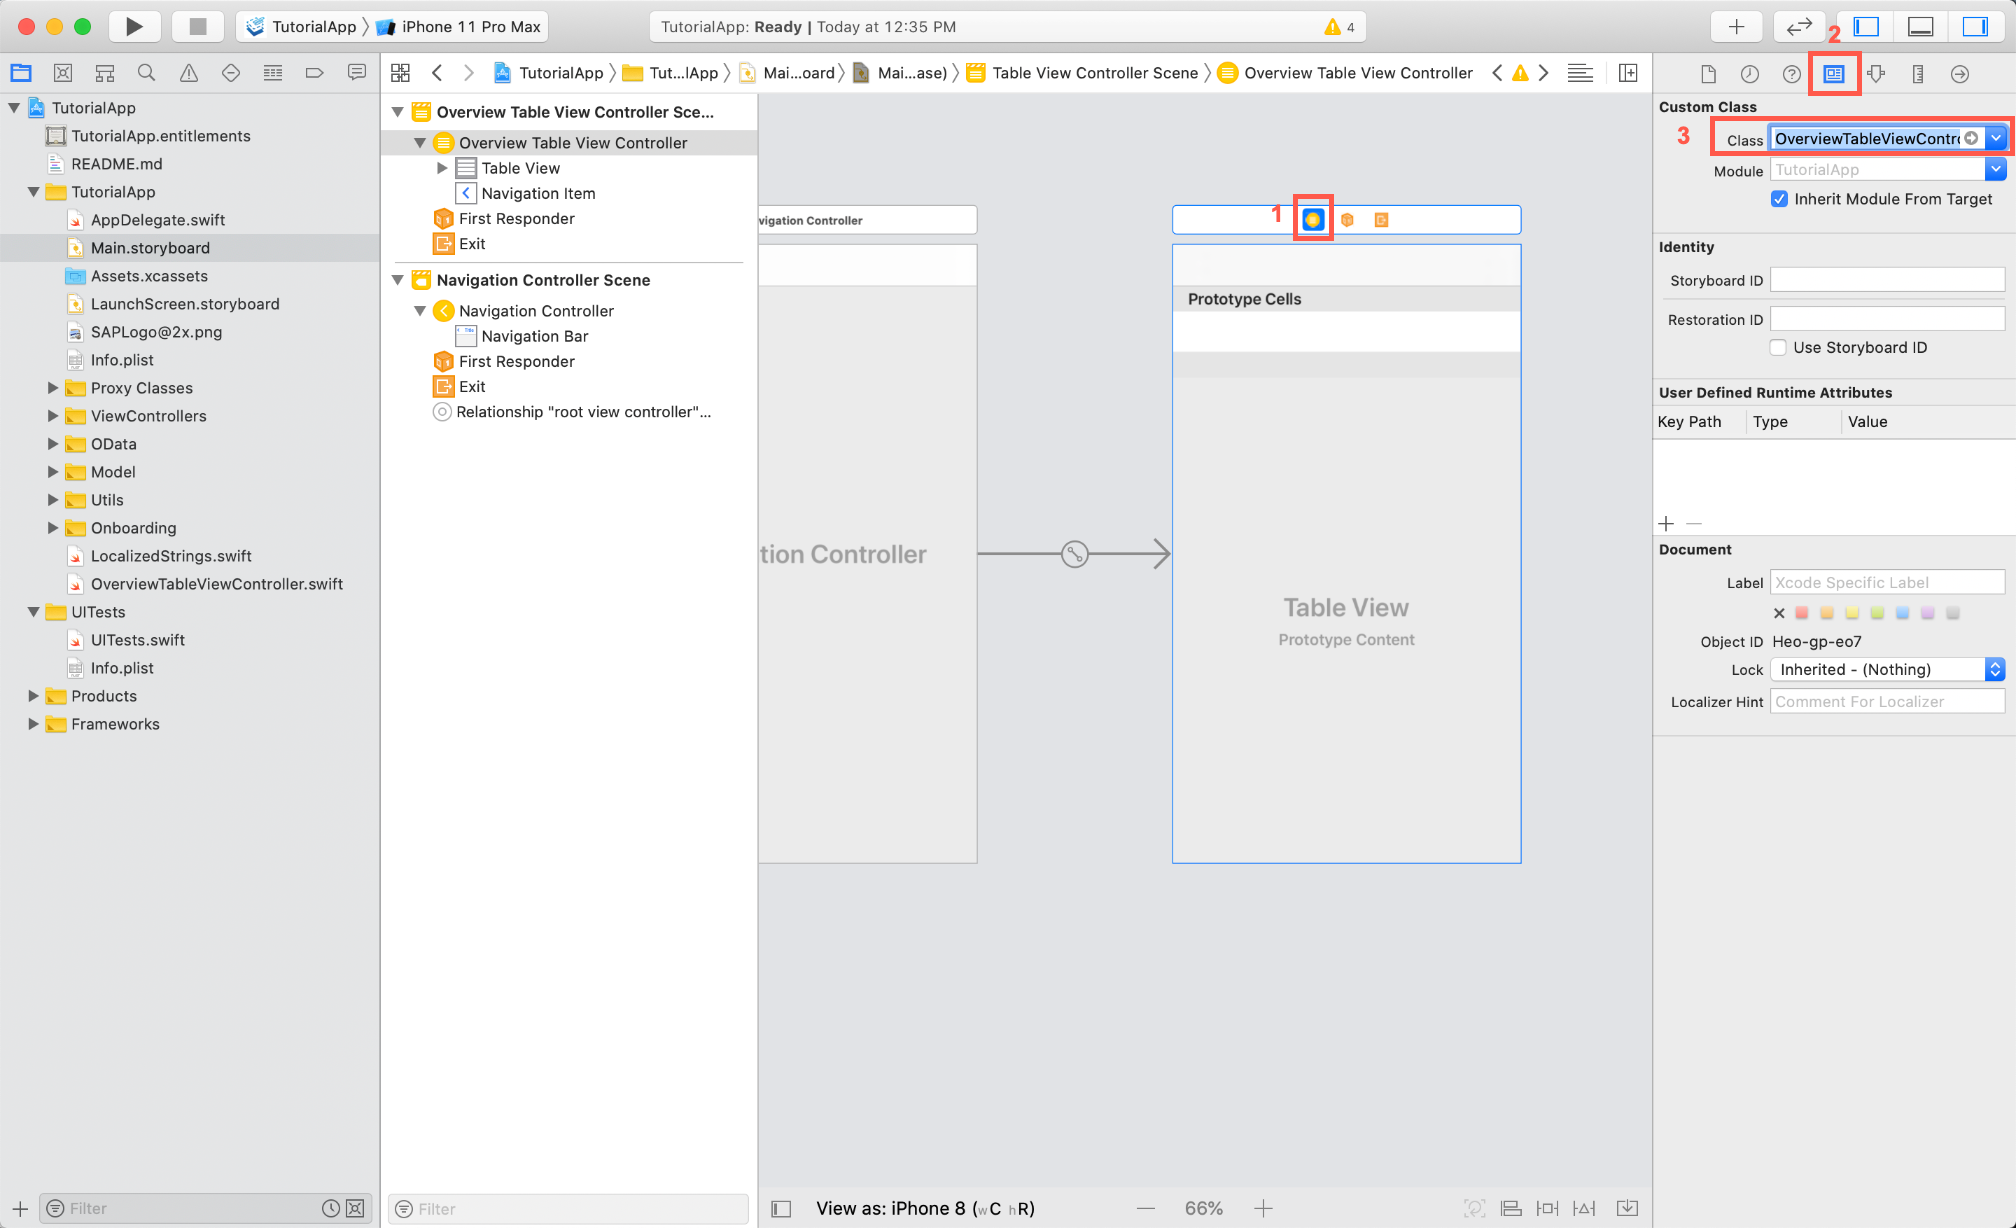 TutorialApp iPhone 11 Pro Max
TutorialApp: Ready | Today at 12:35 PM
4
2
TutorialApp
TutorialApp.entitlements
README.md
TutorialApp
AppDelegate.swift
Main.storyboard
Assets.xcassets
LaunchScreen.storyboard
SAPLogo@2x.png
Info.plist
Proxy Classes
ViewControllers
OData
Model
Utils
Onboarding
LocalizedStrings.swift
OverviewTableViewController.swift
UITests
UITests.swift
Info.plist
Products
Frameworks
Filter
TutorialApp Tut...lApp Mai...oard Mai...ase) Table View Controller Scene Overview Table View Controller
Overview Table View Controller Sce...
Overview Table View Controller
Table View
Navigation Item
First Responder
Exit
Navigation Controller Scene
Navigation Controller
Navigation Bar
First Responder
Exit
Relationship "root view controller"...
Filter
vigation Controller
tion Controller
1
Prototype Cells
Table View
Prototype Content
View as: iPhone 8 (wC hR)
66%
Custom Class
3 Class OverviewTableViewContro
Module TutorialApp
Inherit Module From Target
Identity
Storyboard ID
Restoration ID
Use Storyboard ID
User Defined Runtime Attributes
Key Path Type Value
Document
Label Xcode Specific Label
Object ID Heo-gp-eo7
Lock Inherited - (Nothing)
Localizer Hint Comment For Localizer